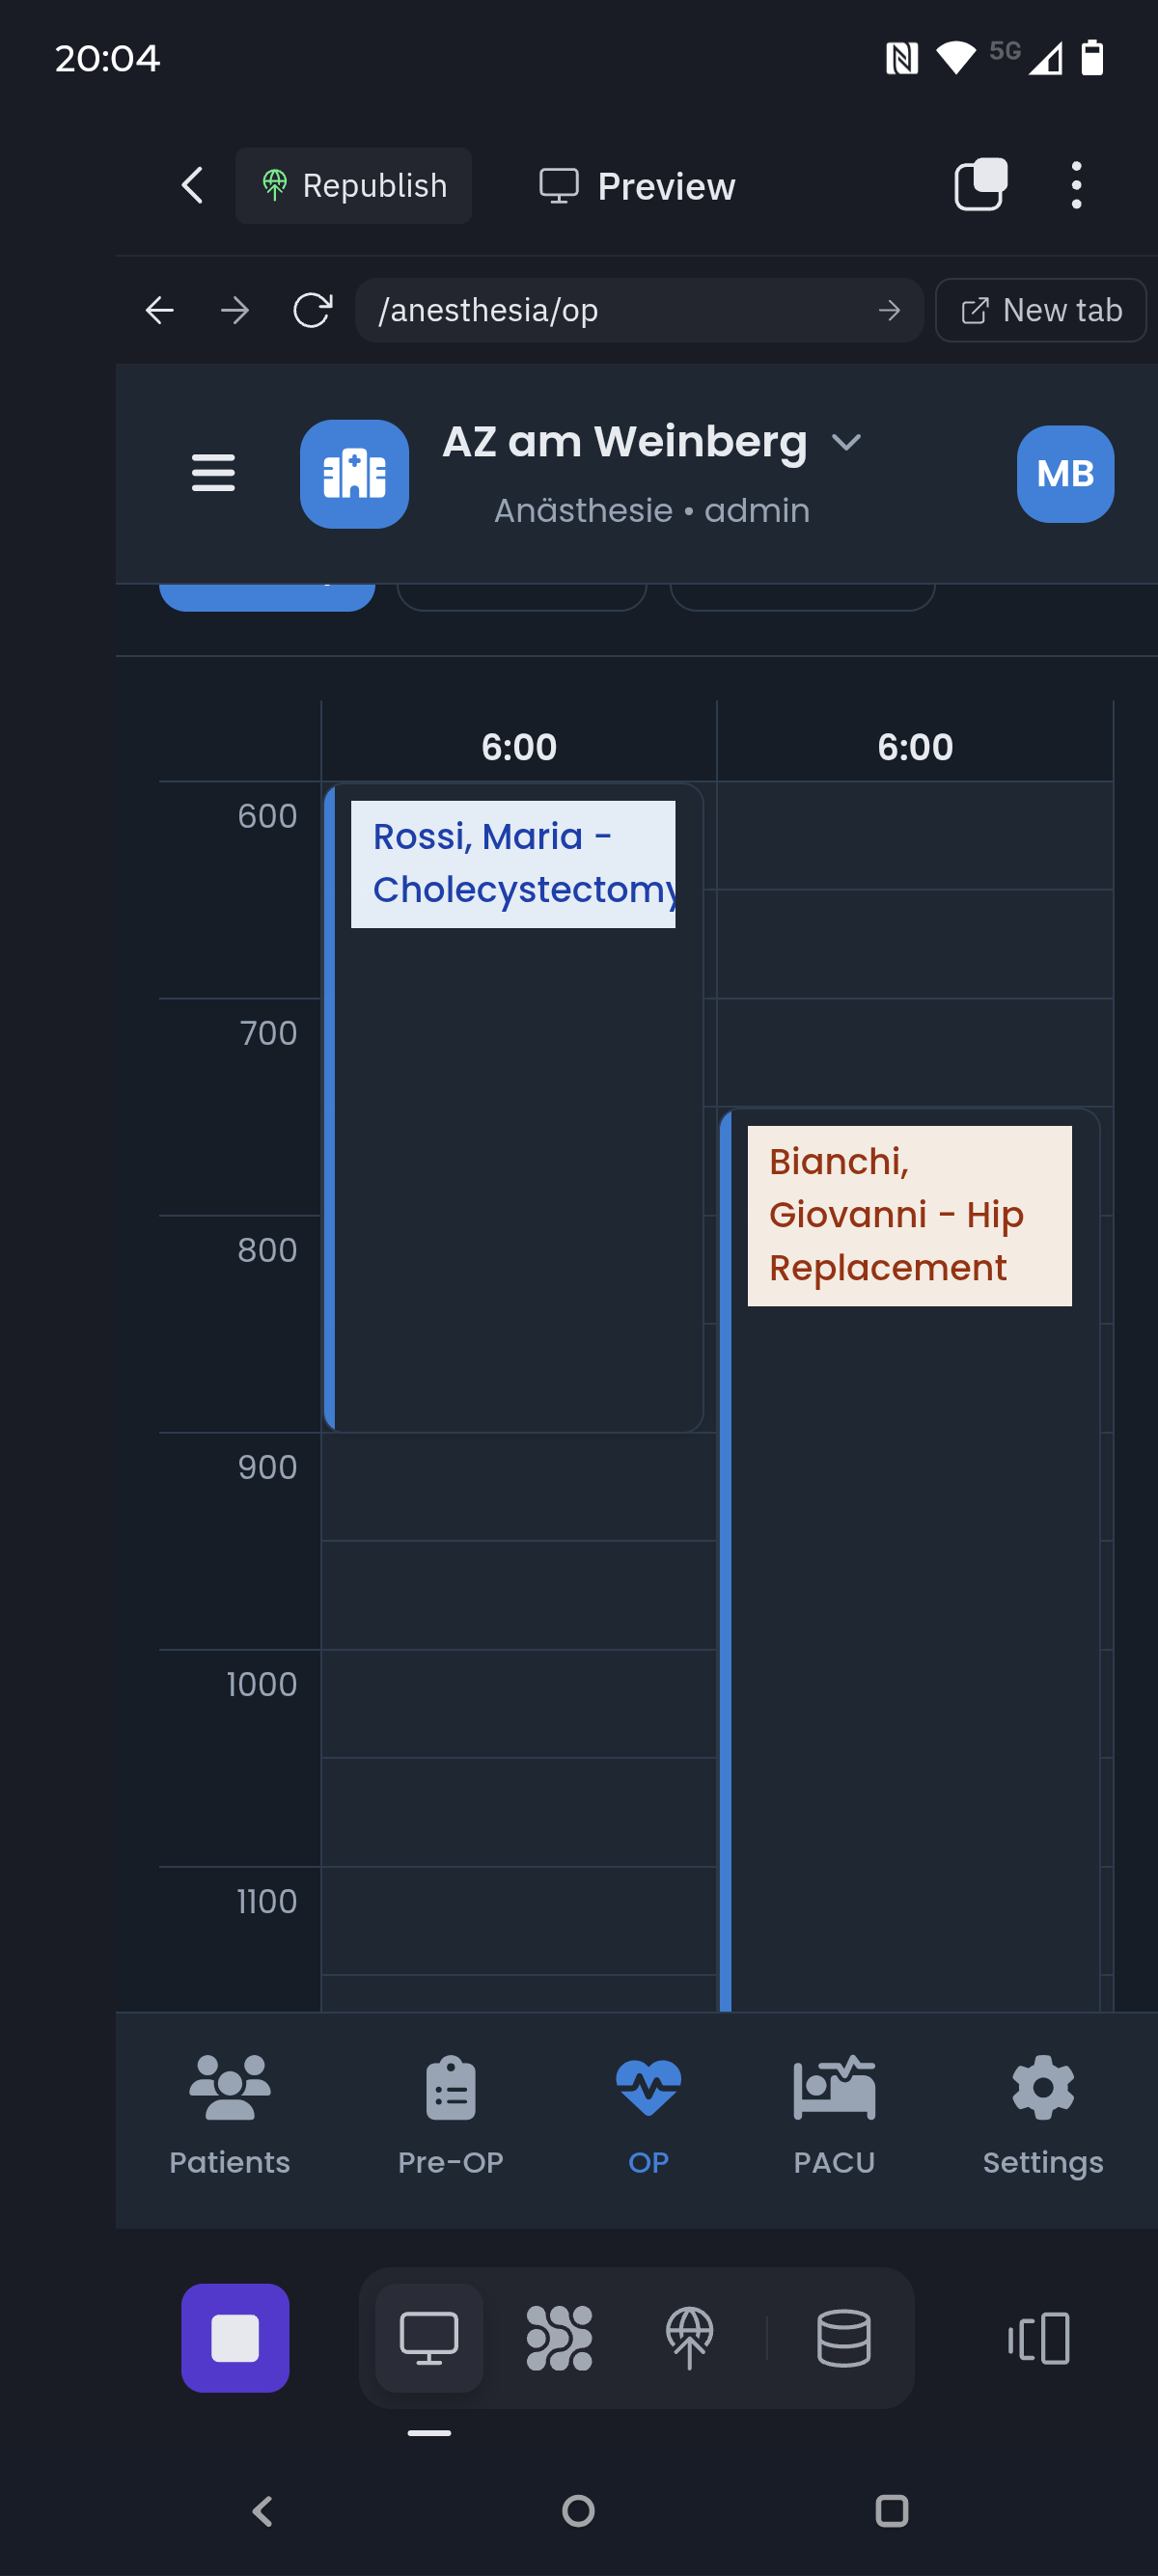 20:04
5G
Republish
Preview
/anesthesia/op
New tab
AZ am Weinberg
Anästhesie • admin
MB
6:00
6:00
600
Rossi, Maria -
Cholecystectomy
700
Bianchi,
Giovanni - Hip
Replacement
800
900
1000
1100
Patients
Pre-OP
OP
PACU
Settings